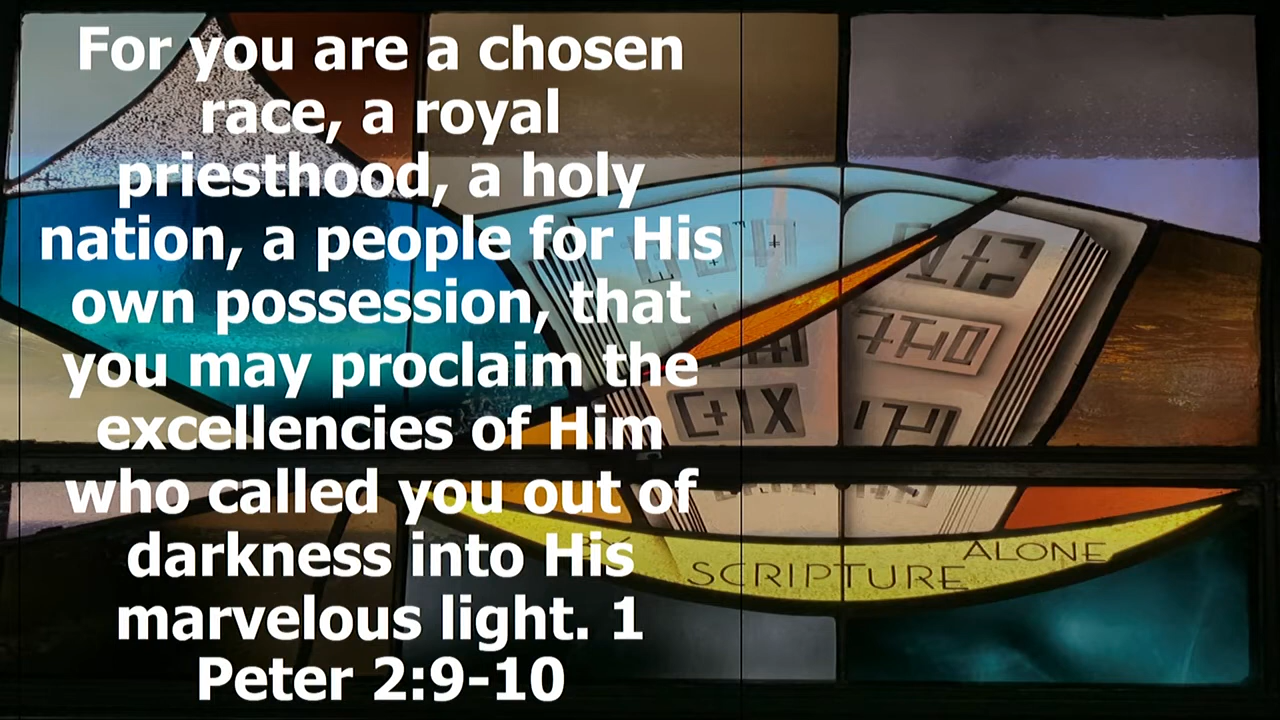 For you are a chosen
race, a royal
priesthood, a holy
nation, a people for His
own possession, that
you may proclaim the
excellencies of Him
who called you out of
darkness into His
marvelous light. 1
Peter 2:9-10
SCRIPTURE
ALONE